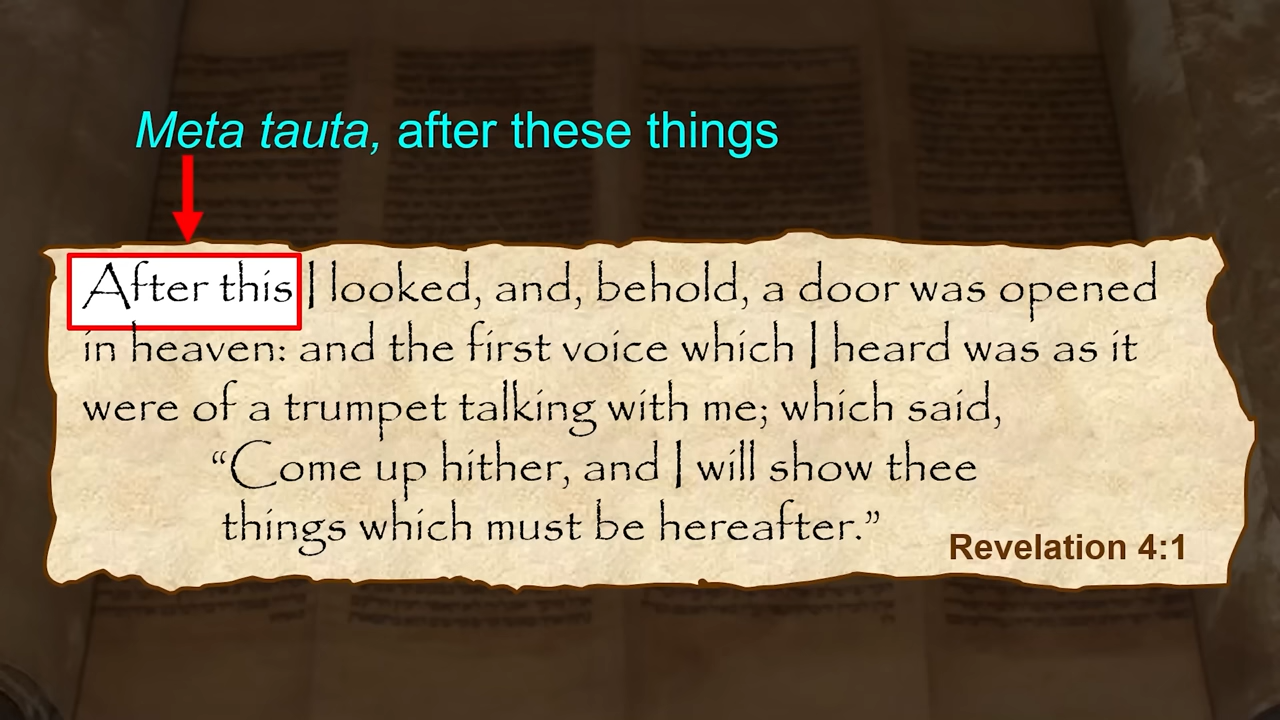 Meta tauta, after these things
After this I looked, and, behold, a door was opened
in heaven: and the first voice which I heard was as it
were of a trumpet talking with me; which said,
“Come up hither, and I will show thee
things which must be hereafter.”
Revelation 4:1